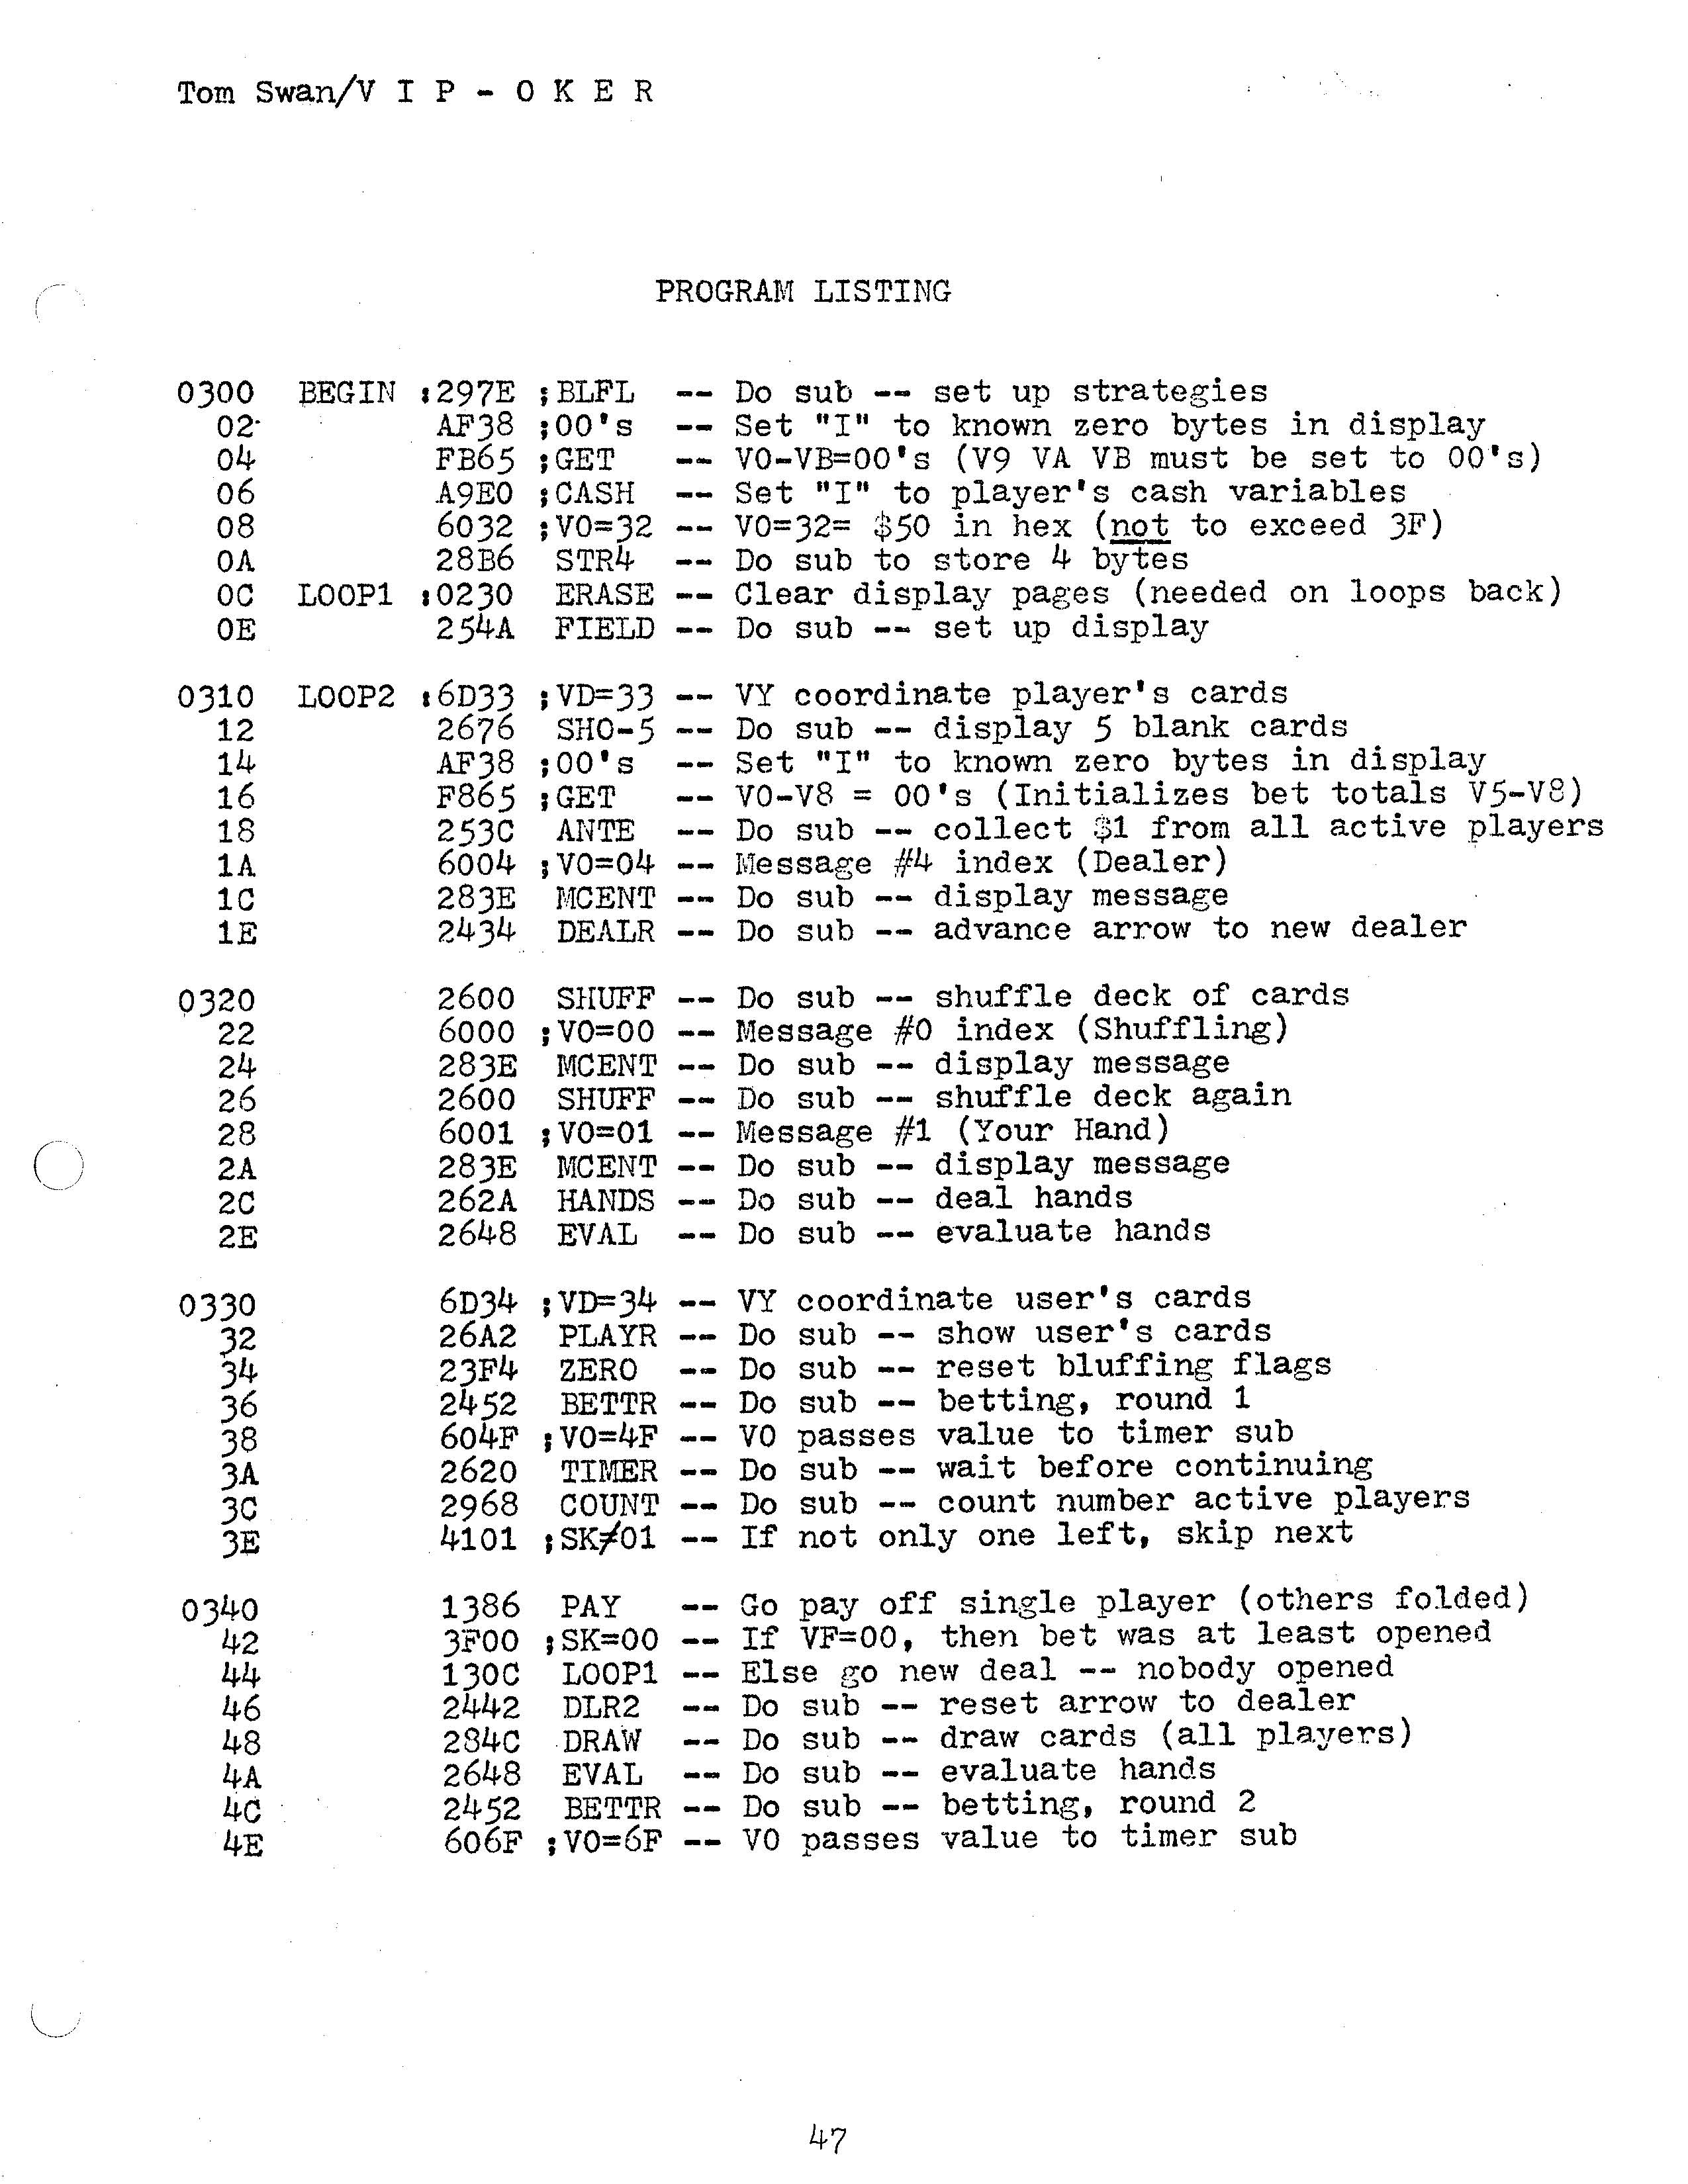 Tom Swan/V I P - O K E R
PROGRAM LISTING
0300 BEGIN :297E ;BLFL -- Do sub -- set up strategies
02 AF38 ;00's -- Set "I" to known zero bytes in display
04 FB65 ;GET -- V0-VB=00's (V9 VA VB must be set to 00's)
06 A9E0 ;CASH -- Set "I" to player's cash variables
08 6032 ;V0=32 -- V0=32= $50 in hex (not to exceed 3F)
0A 28B6 STR4 -- Do sub to store 4 bytes
0C LOOP1 :0230 ERASE -- Clear display pages (needed on loops back)
0E 254A FIELD -- Do sub -- set up display
0310 LOOP2 :6D33 ;VD=33 -- VY coordinate player's cards
12 2676 SHO-5 -- Do sub -- display 5 blank cards
14 AF38 ;00's -- Set "I" to known zero bytes in display
16 F865 ;GET -- V0-V8 = 00's (Initializes bet totals V5-V8)
18 253C ANTE -- Do sub -- collect $1 from all active players
1A 6004 ;V0=04 -- Message #4 index (Dealer)
1C 283E MCENT -- Do sub -- display message
1E 2434 DEALR -- Do sub -- advance arrow to new dealer
0320 2600 SHUFF -- Do sub -- shuffle deck of cards
22 6000 ;V0=00 -- Message #0 index (Shuffling)
24 283E MCENT -- Do sub -- display message
26 2600 SHUFF -- Do sub -- shuffle deck again
28 6001 ;V0=01 -- Message #1 (Your Hand)
2A 283E MCENT -- Do sub -- display message
2C 262A HANDS -- Do sub -- deal hands
2E 2648 EVAL -- Do sub -- evaluate hands
0330 6D34 ;VD=34 -- VY coordinate user's cards
32 26A2 PLAYR -- Do sub -- show user's cards
34 23F4 ZERO -- Do sub -- reset bluffing flags
36 2452 BETTR -- Do sub -- betting, round 1
38 604F ;V0=4F -- V0 passes value to timer sub
3A 2620 TIMER -- Do sub -- wait before continuing
3C 2968 COUNT -- Do sub -- count number active players
3E 4101 ;SK≠01 -- If not only one left, skip next
0340 1386 PAY -- Go pay off single player (others folded)
42 3F00 ;SK=00 -- If VF=00, then bet was at least opened
44 130C LOOP1 -- Else go new deal -- nobody opened
46 2442 DLR2 -- Do sub -- reset arrow to dealer
48 284C DRAW -- Do sub -- draw cards (all players)
4A 2648 EVAL -- Do sub -- evaluate hands
4C 2452 BETTR -- Do sub -- betting, round 2
4E 606F ;V0=6F -- V0 passes value to timer sub
47